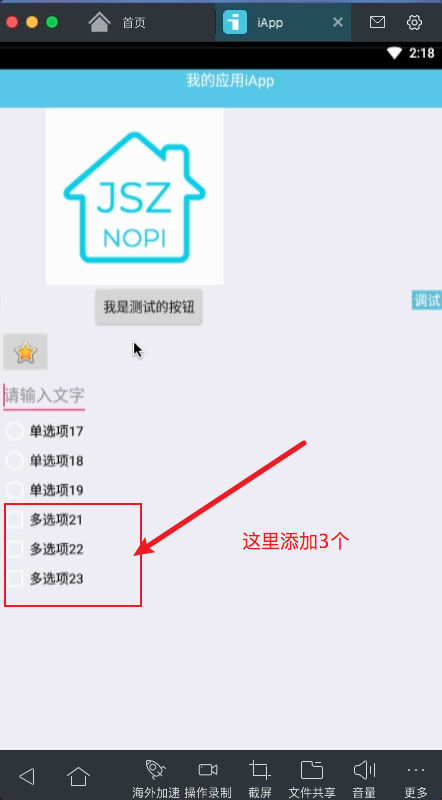 首页
iApp
2:18
我的应用iApp
JSZ
NOPI
我是测试的按钮
调试
请输入文字
单选项17
单选项18
单选项19
多选项21
多选项22
多选项23
这里添加3个
海外加速 操作录制 截屏 文件共享 音量 更多